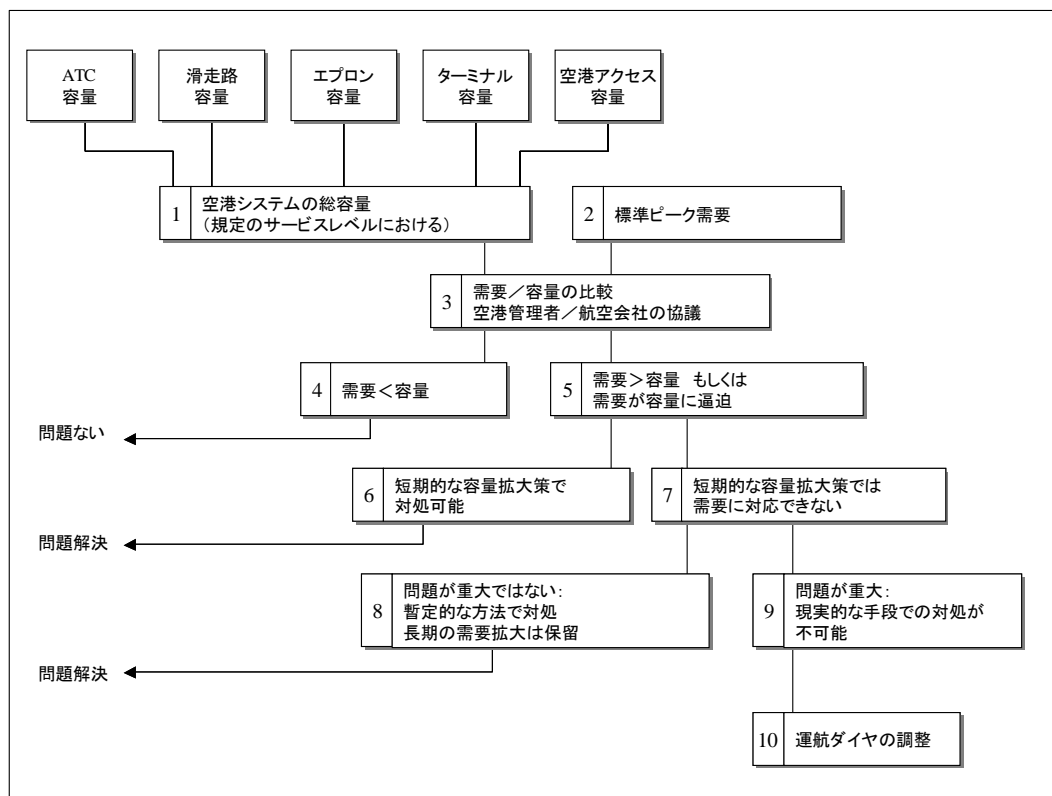 ATC
容量
滑走路
容量
エプロン
容量
ターミナル
容量
空港アクセス
容量
1
空港システムの総容量
(規定のサービスレベルにおける)
2
標準ピーク需要
3
需要/容量の比較
空港管理者/航空会社の協議
4
需要<容量
5
需要>容量 もしくは
需要が容量に逼迫
問題ない
6
短期的な容量拡大策で
対処可能
7
短期的な容量拡大策では
需要に対応できない
問題解決
8
問題が重大ではない:
暫定的な方法で対処
長期の需要拡大は保留
9
問題が重大:
現実的な手段での対処が
不可能
問題解決
10
運航ダイヤの調整